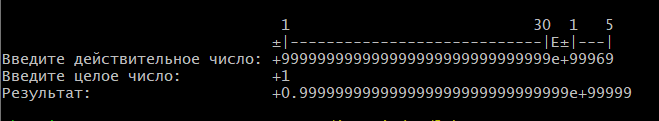 1                           30  1   5
±|----------------------------|E±|---|
Введите действительное число: +999999999999999999999999999999e+99969
Введите целое число:          +1
Результат:                    +0.999999999999999999999999999999e+99999